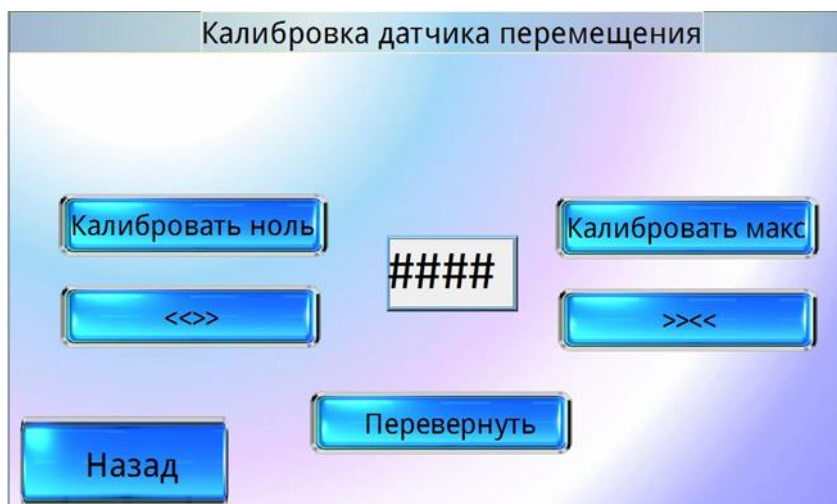 Калибровка датчика перемещения
Калибровать ноль
Калибровать макс
####
<<>>
>><<
Перевернуть
Назад